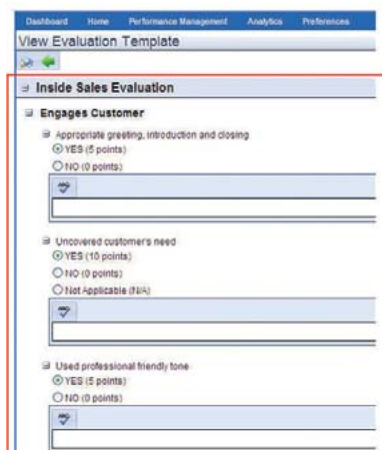 Dashboard Home Performance Management Analytics Preferences
View Evaluation Template
Inside Sales Evaluation
Engages Customer
Appropriate greeting, introduction and closing
YES (5 points)
NO (0 points)
Uncovered customer's need
YES (10 points)
NO (0 points)
Not Applicable (N/A)
Used professional friendly tone
YES (5 points)
NO (0 points)